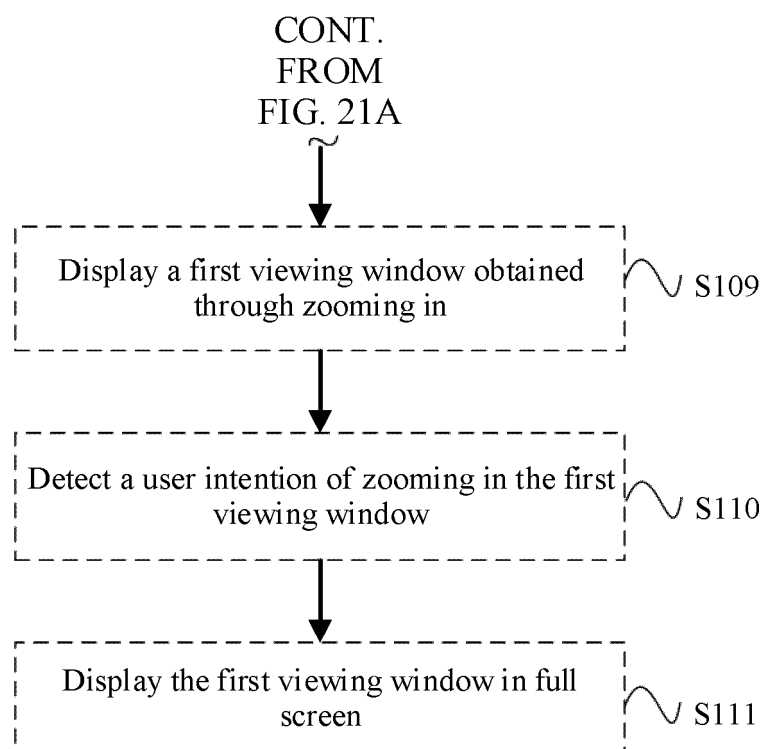 CONT.
FROM
FIG. 21A
Display a first viewing window obtained
through zooming in
S109
Detect a user intention of zooming in the first
viewing window
S110
Display the first viewing window in full
screen
S111